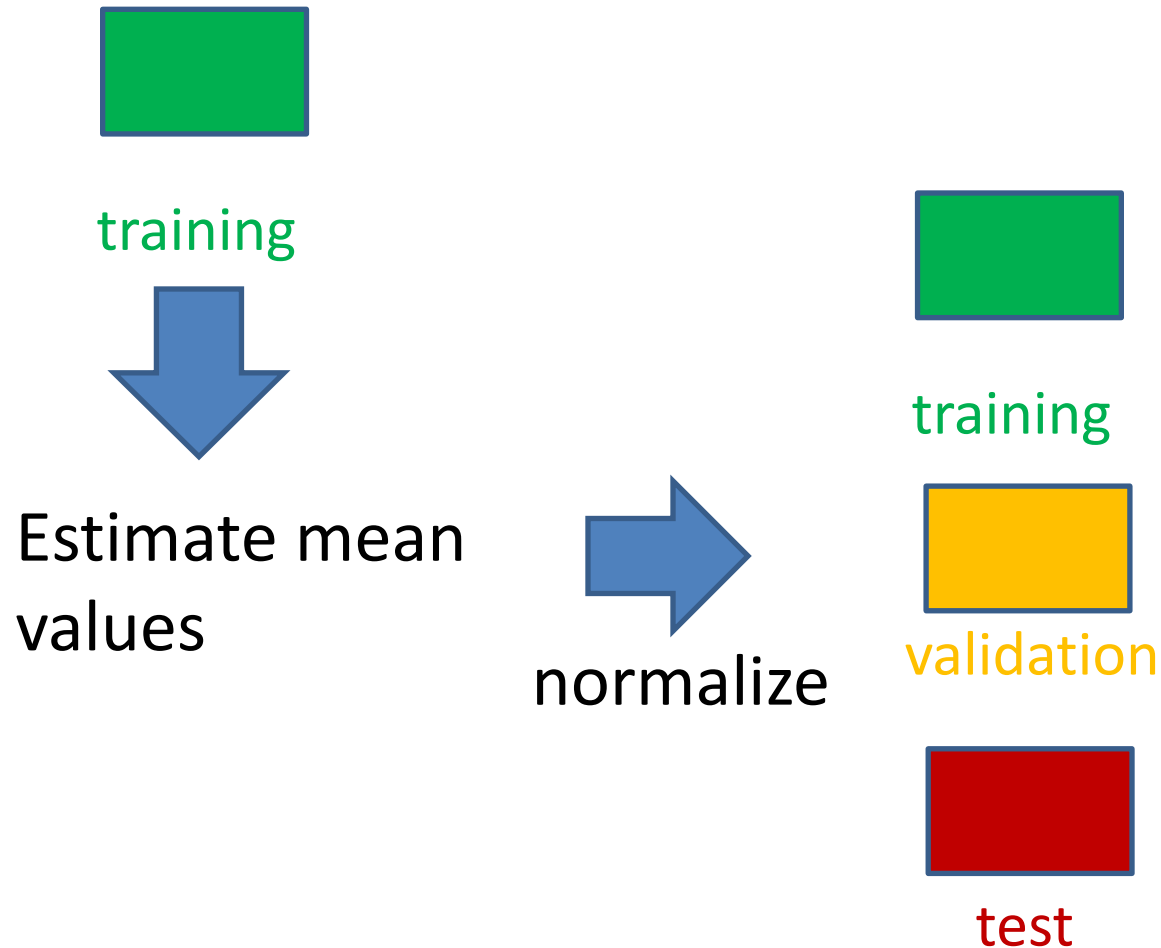 training
Estimate mean
values
normalize
training
validation
test